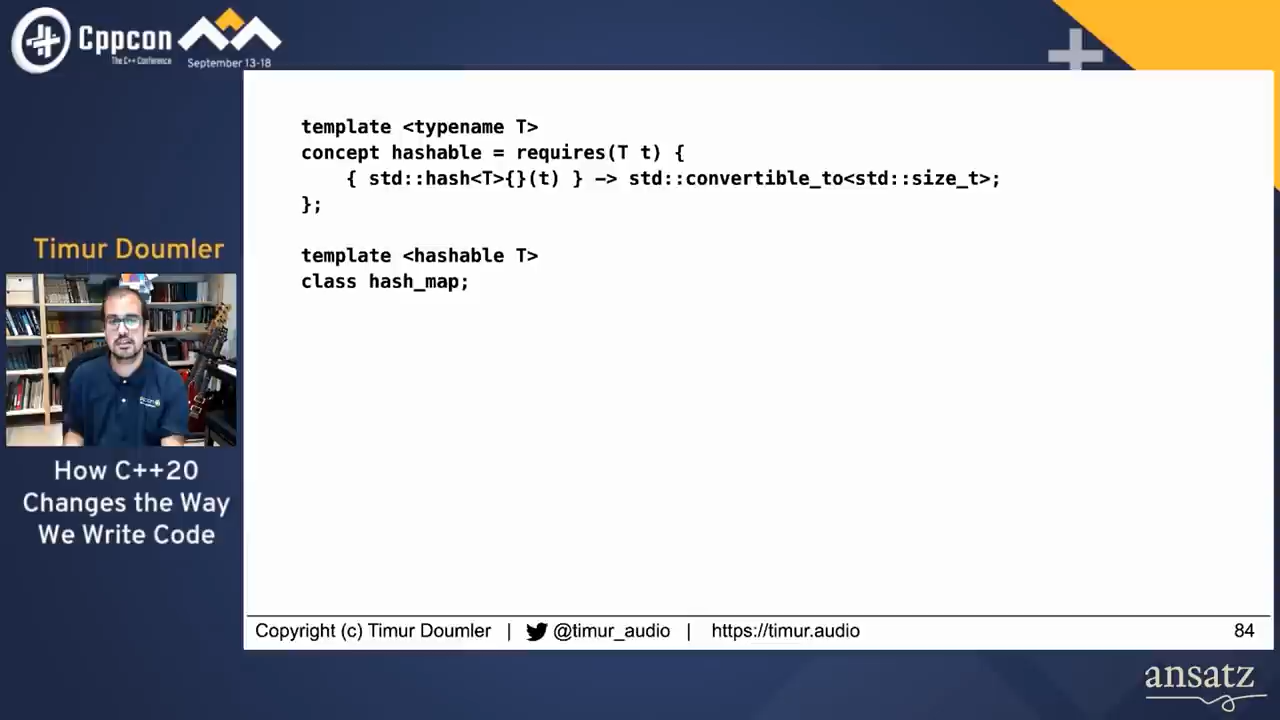 Cppcon
The C++ Conference
September 13-18
template <typename T>
concept hashable = requires(T t) {
    { std::hash<T>{}(t) } -> std::convertible_to<std::size_t>;
};
template <hashable T>
class hash_map;
Timur Doumler
How C++20
Changes the Way
We Write Code
Copyright (c) Timur Doumler | @timur_audio | https://timur.audio
84
ansatz